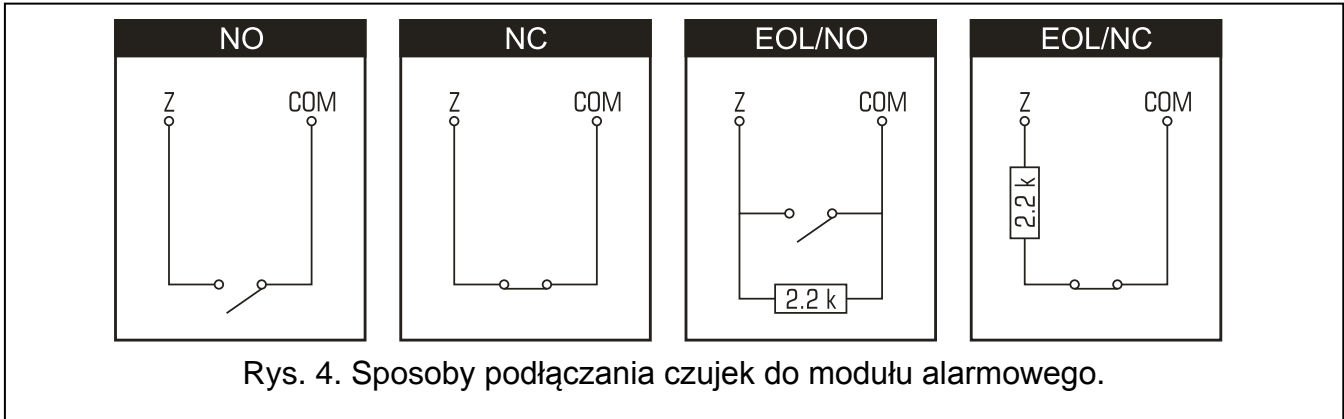 NO NC EOL/NO EOL/NC
Z COM Z COM Z COM Z COM
2.2 k
2.2 k
Rys. 4. Sposoby podłączania czujek do modułu alarmowego.